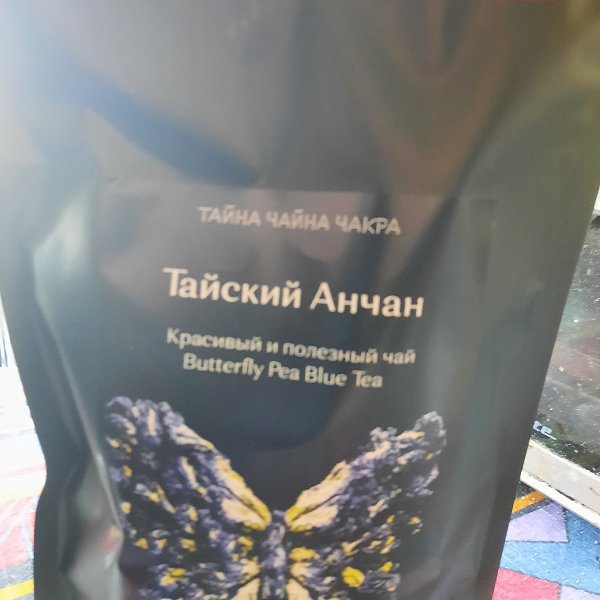 ТАЙНА ЧАЙНА ЧАКРА
Тайский Анчан
Красивый и полезный чай
Butterfly Pea Blue Tea